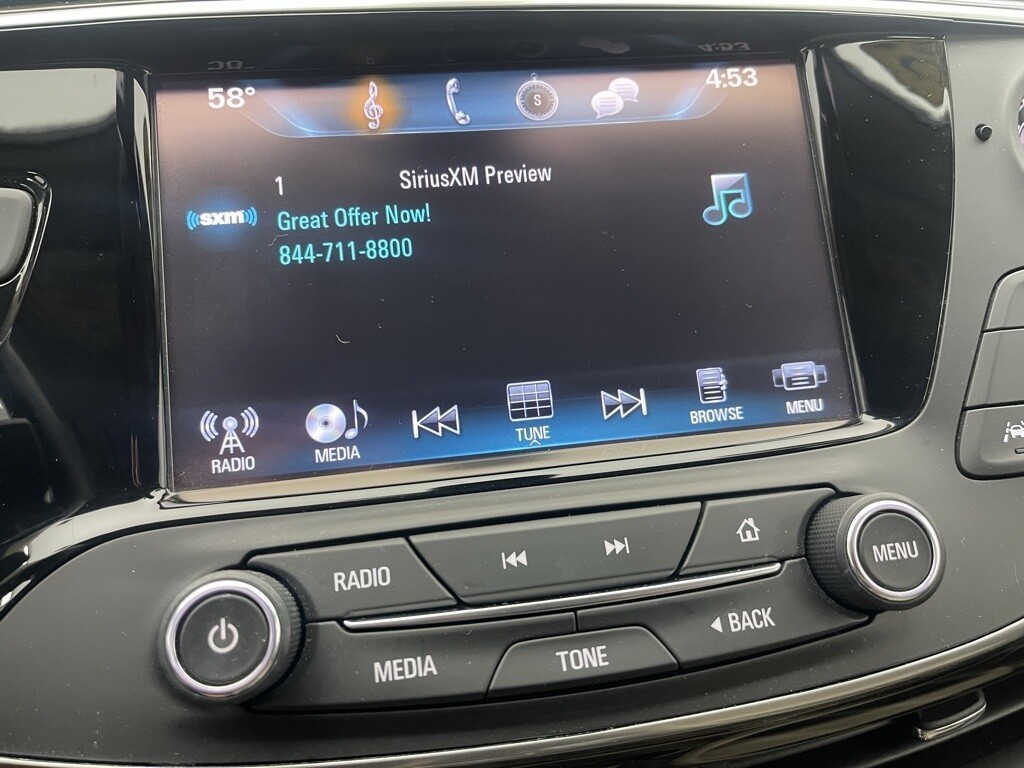 58°
S
4:53
1
SiriusXM Preview
sxm
Great Offer Now!
844-711-8800
RADIO
MEDIA
TUNE
BROWSE
MENU
RADIO
MENU
MEDIA
TONE
BACK